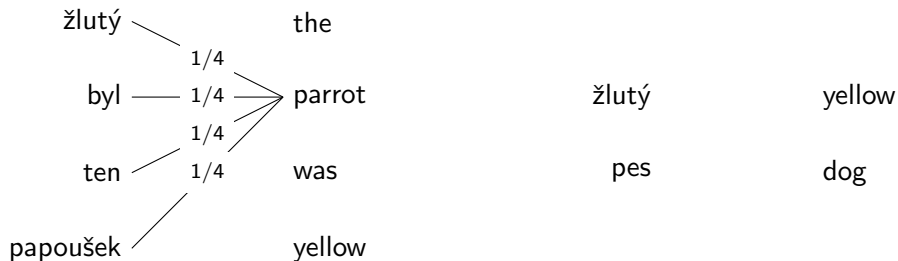 žlutý the
1/4
byl 1/4 parrot žlutý yellow
1/4
ten 1/4 was pes dog
papoušek yellow